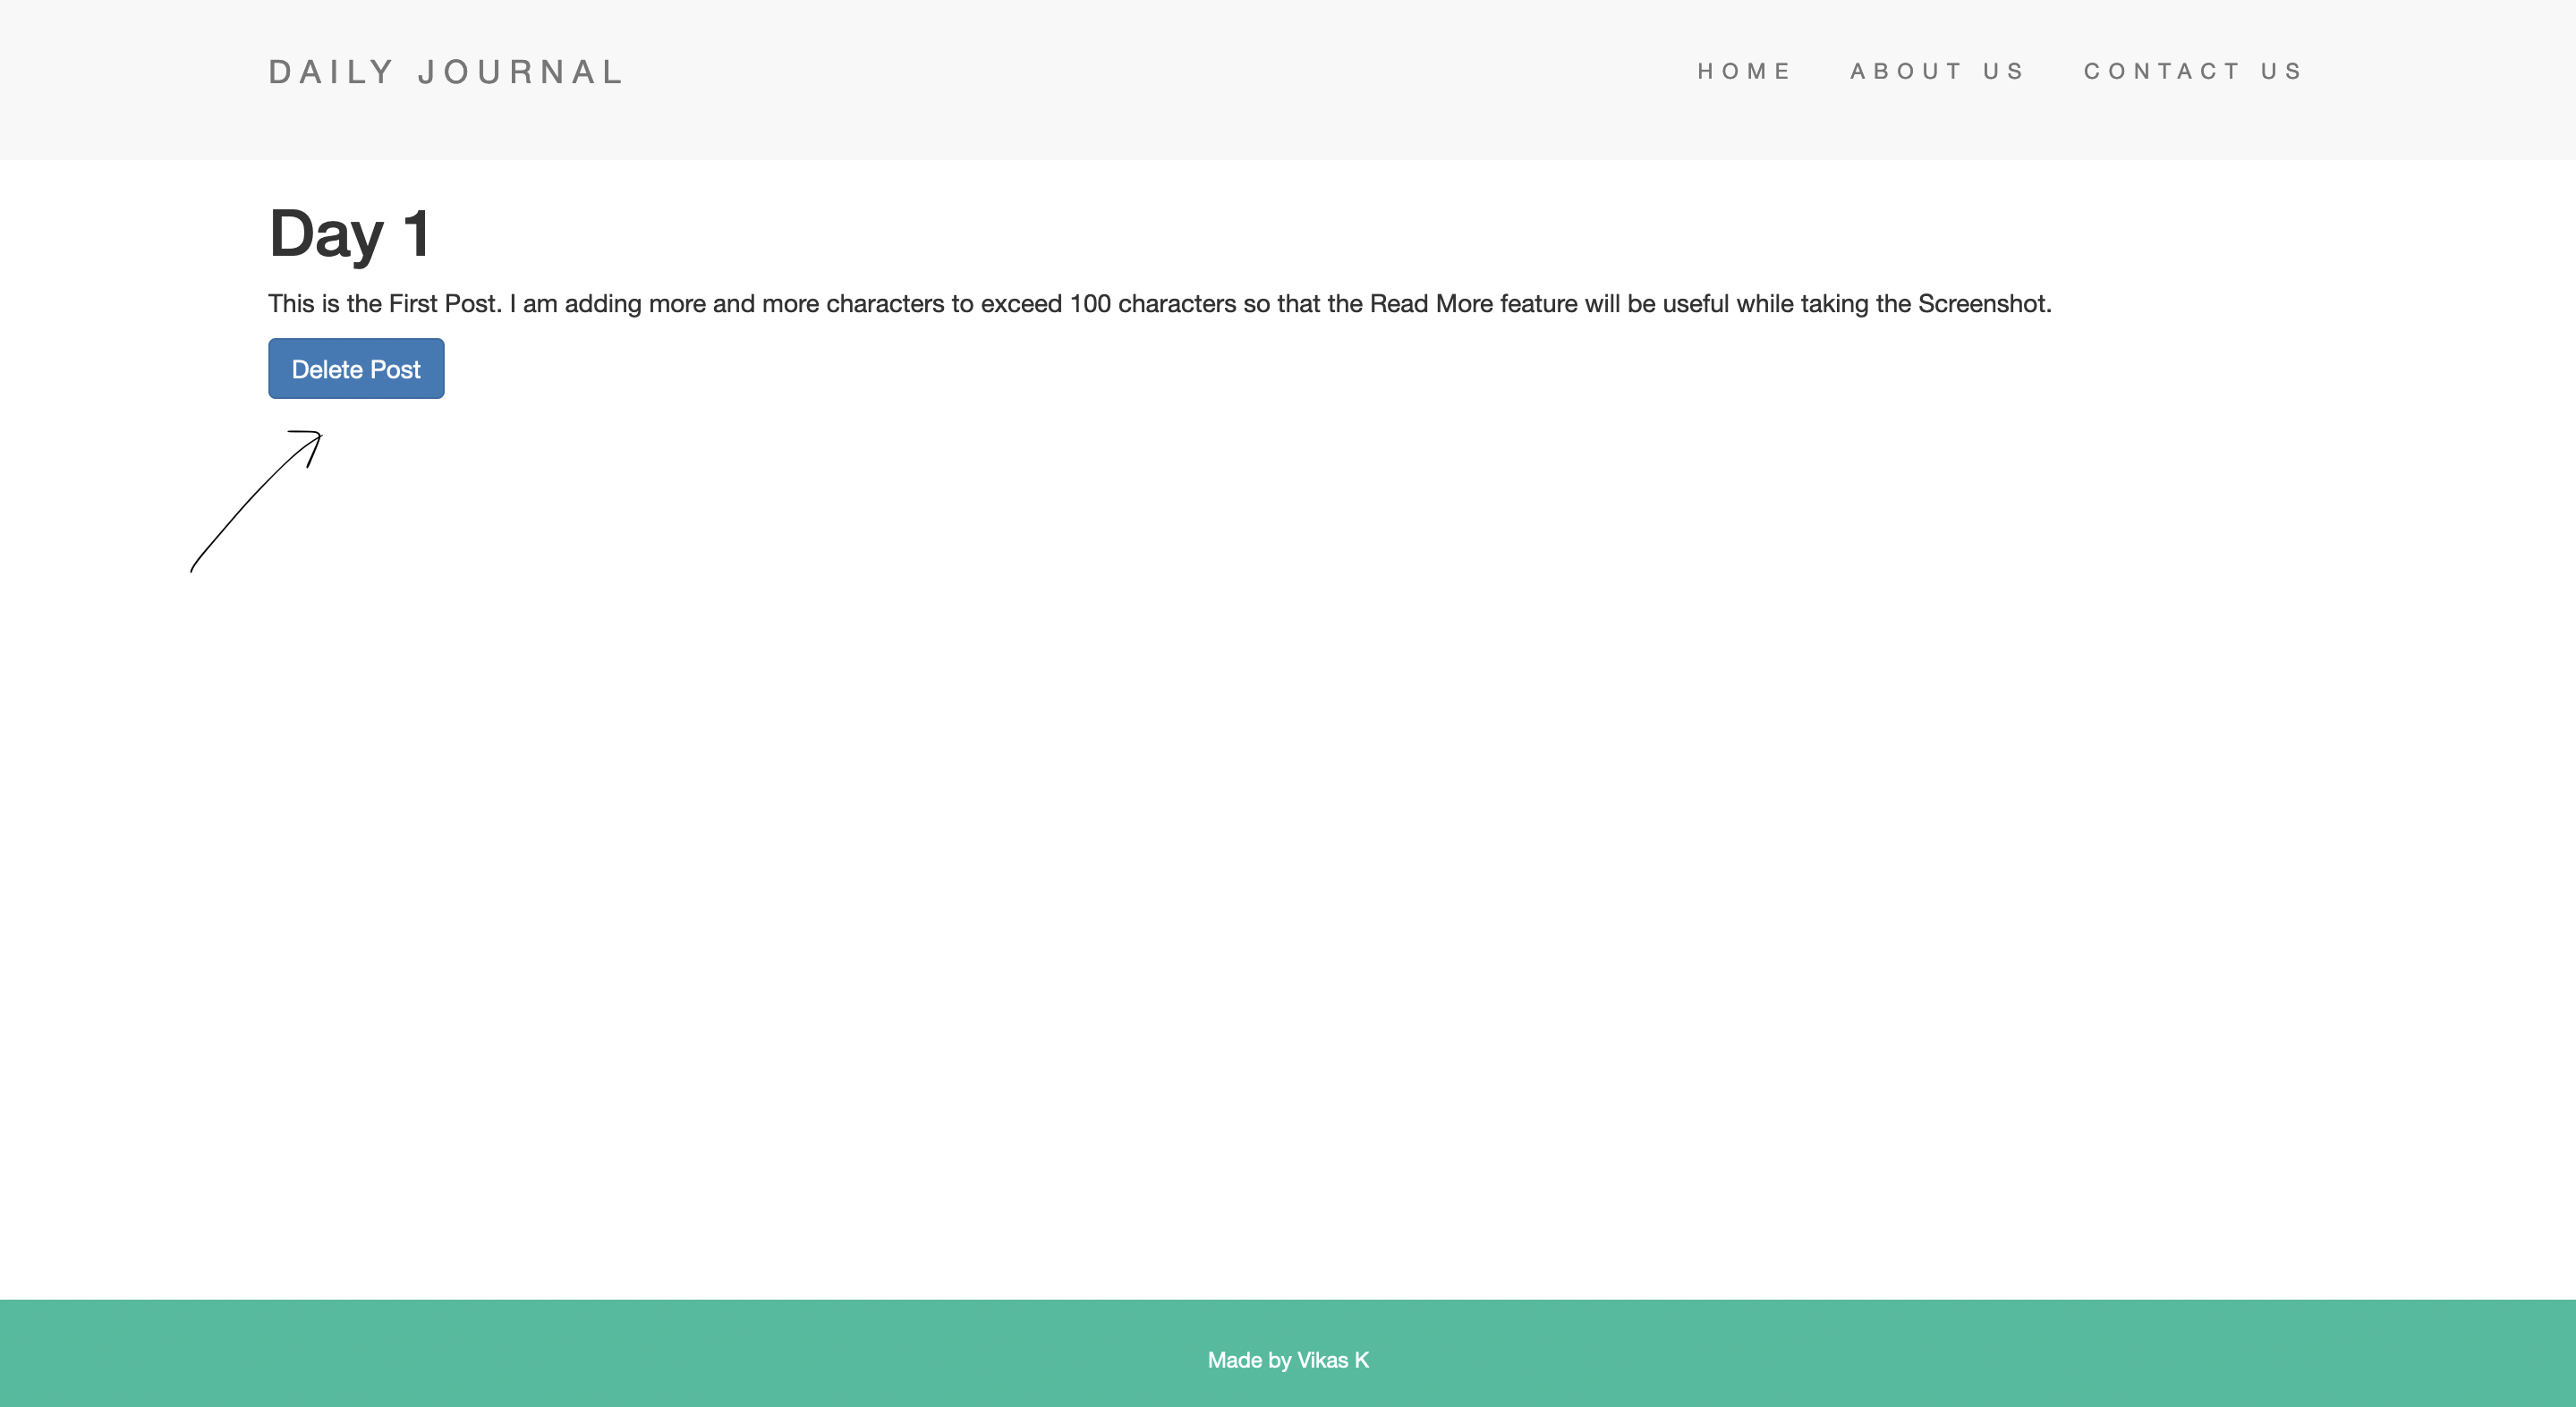 DAILY JOURNAL
HOME ABOUT US CONTACT US
Day 1
This is the First Post. I am adding more and more characters to exceed 100 characters so that the Read More feature will be useful while taking the Screenshot.
Delete Post
Made by Vikas K